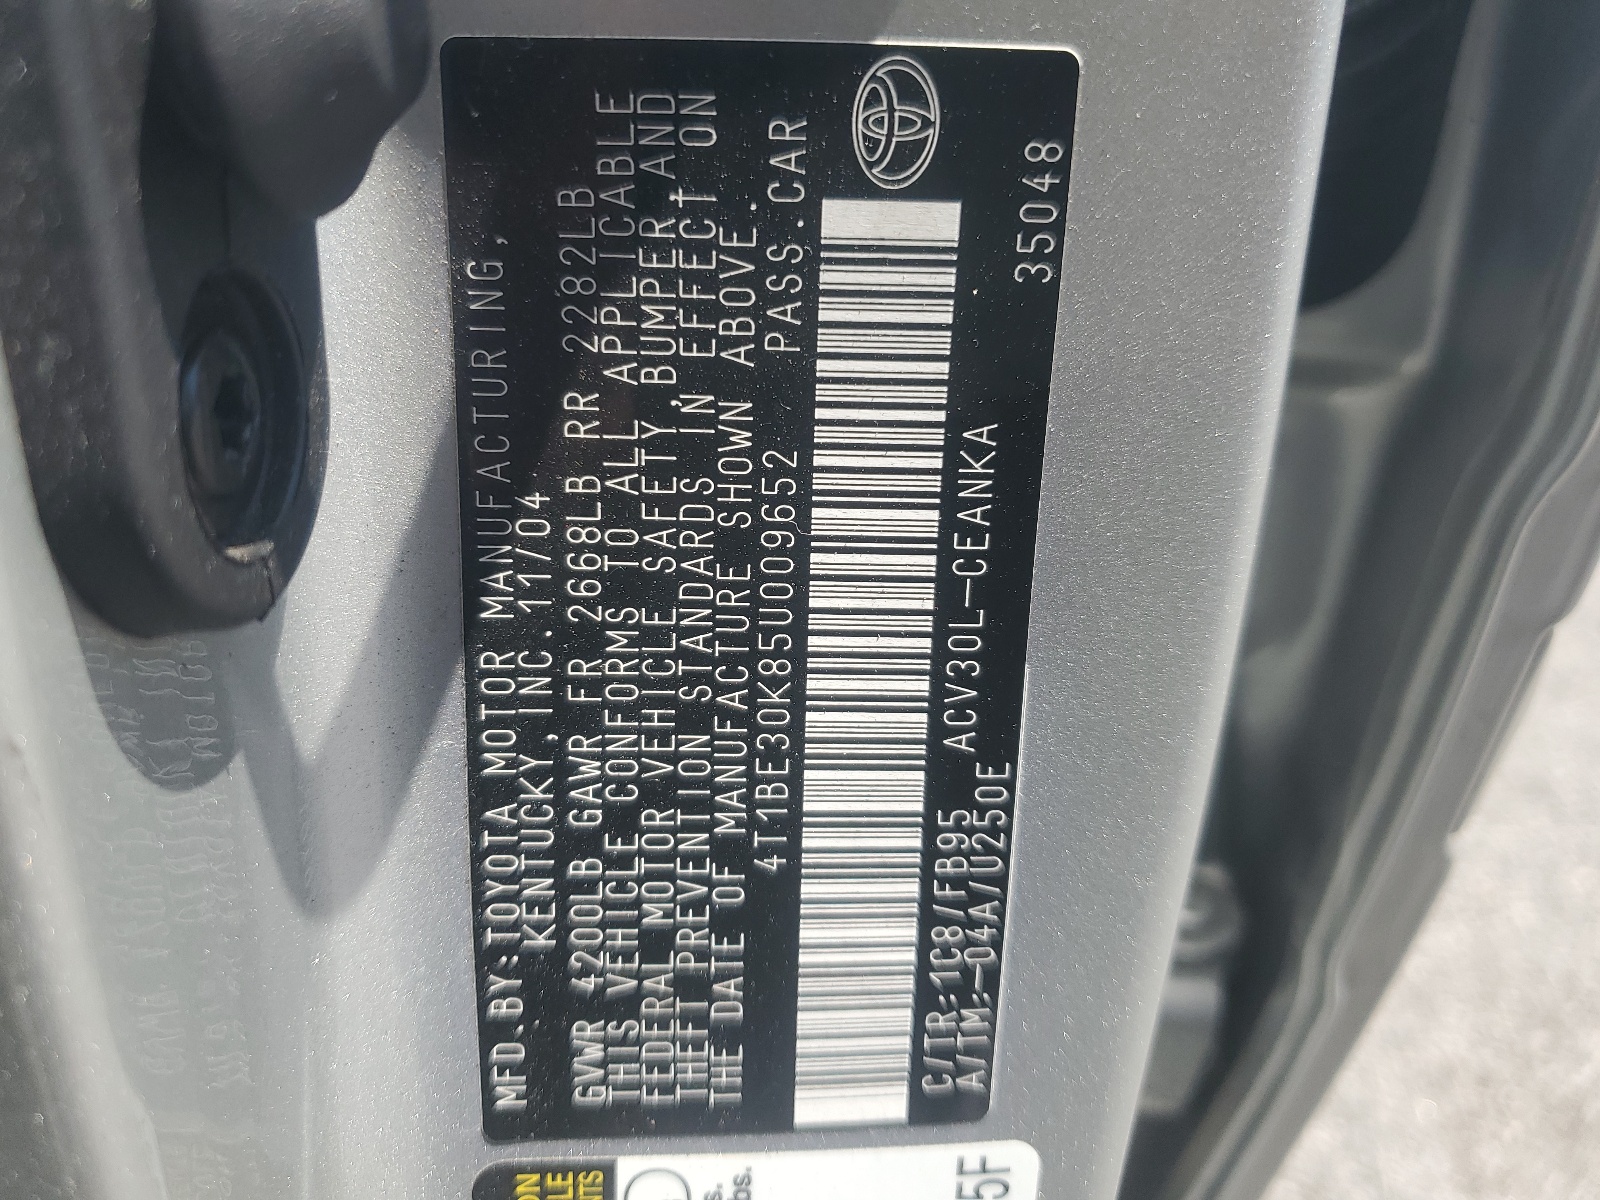 MFD.BY:TOYOTA MOTOR MANUFACTURING,
KENTUCKY, INC. 11/04
GVWR 4200LB GAWR FR 2668LB RR 2282LB
THIS VEHICLE CONFORMS TO ALL APPLICABLE
FEDERAL MOTOR VEHICLE SAFETY, BUMPER AND
THEFT PREVENTION STANDARDS IN EFFECT ON
THE DATE OF MANUFACTURE SHOWN ABOVE.
4T1BE30K85U009652 PASS.CAR
C/TR:1C8/FB95 ACV30L-CEANKA
A/TM:-04A/U250E 35048
5F